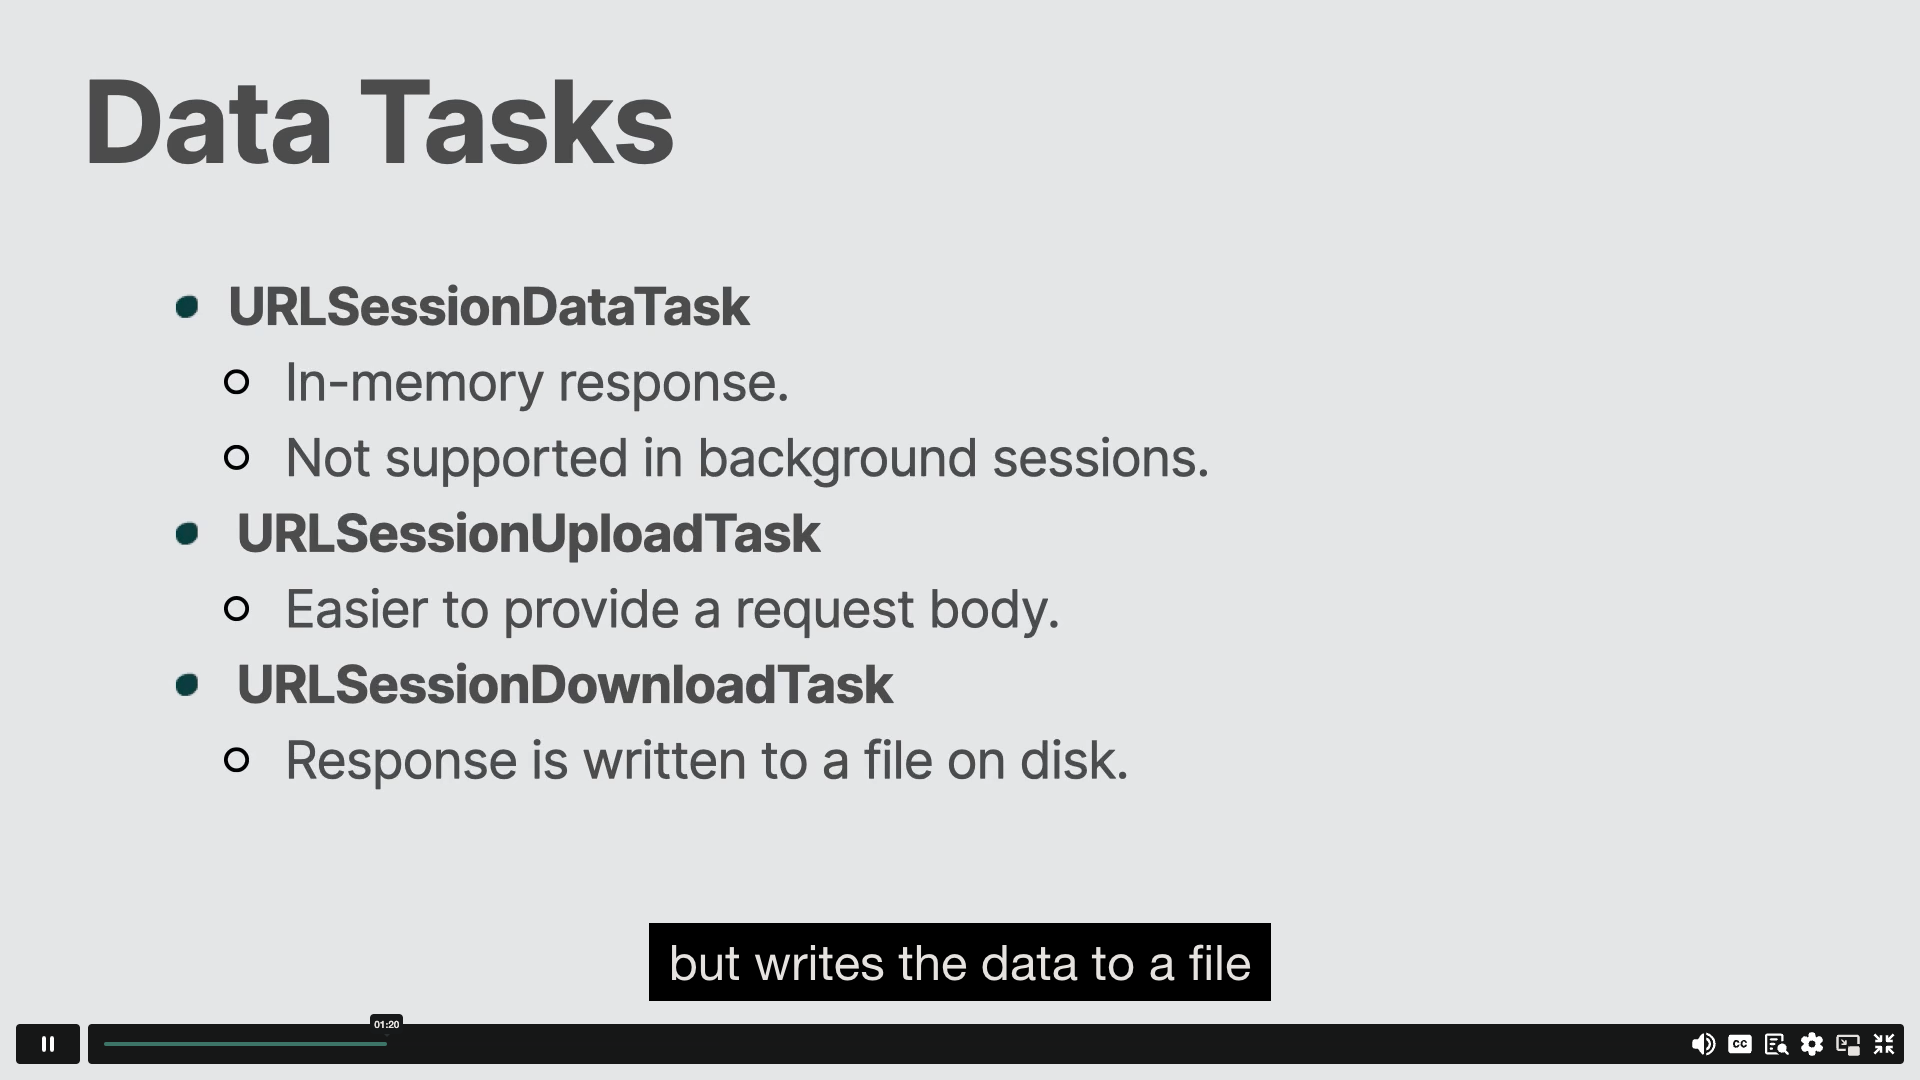 Data Tasks
URLSessionDataTask
In-memory response.
Not supported in background sessions.
URLSessionUploadTask
Easier to provide a request body.
URLSessionDownloadTask
Response is written to a file on disk.
but writes the data to a file
01:20
CC